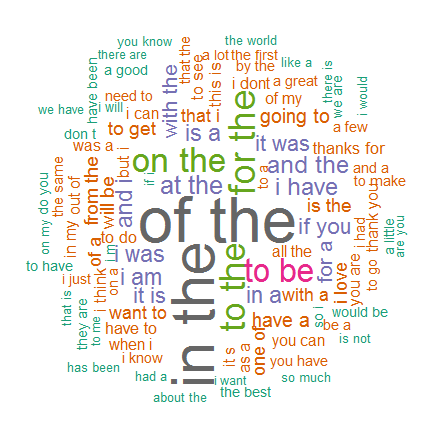 you know
the world
there are
that the
a lot
the first
a good
to see
this is
by the
like a
have been
with the
i dont
a great
there is
we are
i would
need to
we have
i will
i can
that i
for the
of my
going to
a few
don t
to get
is a
it was
thanks for
was a
but i
on the
and the
and a
the same
from the
if i
at the
to a
i have
to make
do you
on my
in my
out of
will be
and i
of the
is the
if you
i had
thank you
a little
are you
of a
to do
i was
i'm
to the
all the
for a
you are
to go
to have
i am
to be
i just
i think
on a
it is
in the
in a
with a
i love
that is
they are
to me
want to
have to
have a
so i
would be
be a
when i
i know
it s
as a
one of
you can
is not
has been
had a
i want
you have
so much
about the
the best